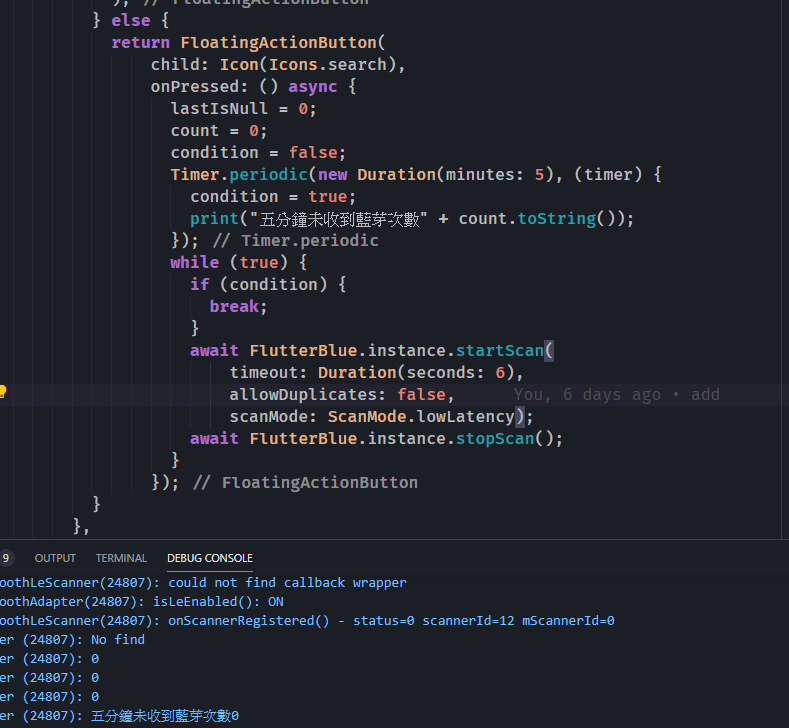 ), // FloatingActionButton
} else {
return FloatingActionButton(
child: Icon(Icons.search),
onPressed: () async {
lastIsNull = 0;
count = 0;
condition = false;
Timer.periodic(new Duration(minutes: 5), (timer) {
condition = true;
print("五分鐘未收到藍芽次數" + count.toString());
}); // Timer.periodic
while (true) {
if (condition) {
break;
}
await FlutterBlue.instance.startScan(
timeout: Duration(seconds: 6),
allowDuplicates: false, You, 6 days ago • add
scanMode: ScanMode.lowLatency);
await FlutterBlue.instance.stopScan();
}
}); // FloatingActionButton
}
},
9 OUTPUT TERMINAL DEBUG CONSOLE
oothLeScanner(24807): could not find callback wrapper
oothAdapter(24807): isLeEnabled(): ON
oothLeScanner(24807): onScannerRegistered() - status=0 scannerId=12 mScannerId=0
er (24807): No find
er (24807): 0
er (24807): 0
er (24807): 0
er (24807): 五分鐘未收到藍芽次數0